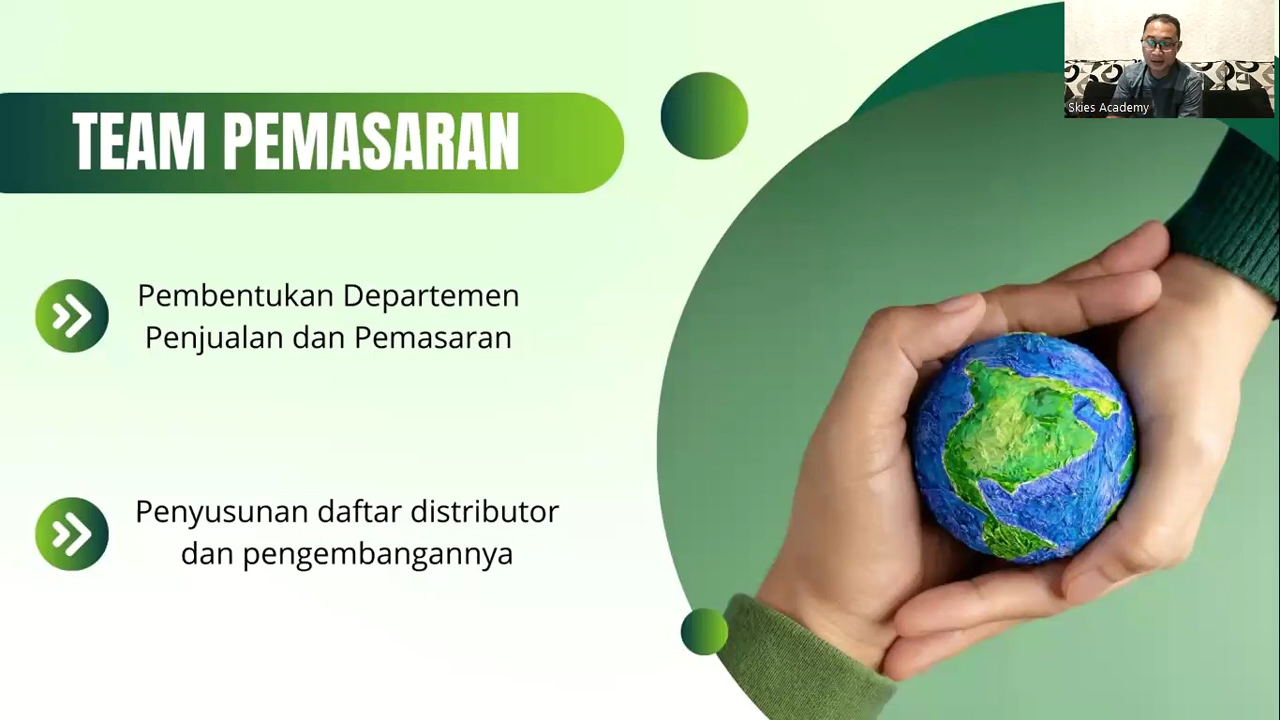 TEAM PEMASARAN
Pembentukan Departemen
Penjualan dan Pemasaran
Penyusunan daftar distributor
dan pengembangannya
Skies Academy